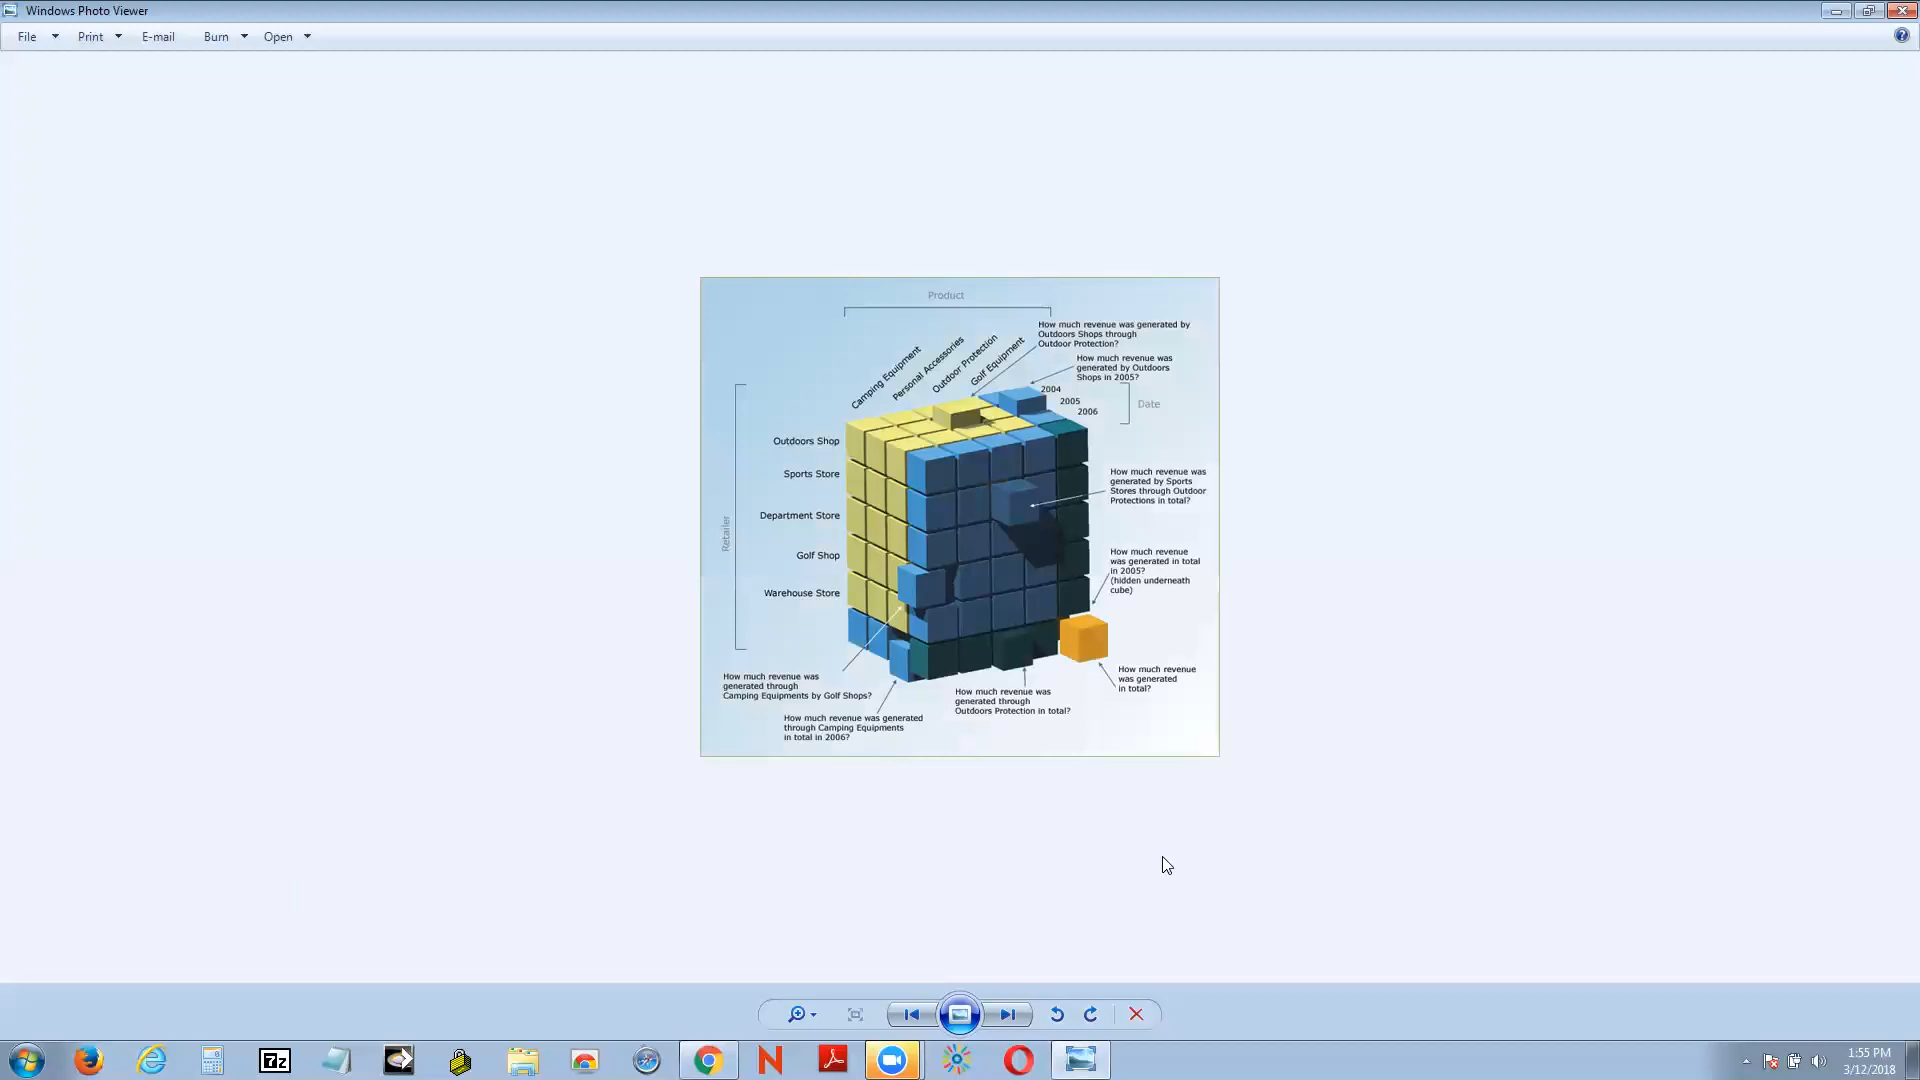 Windows Photo Viewer
File Print E-mail Burn Open
Product
Camping Equipment
Personal Accessories
Outdoor Protection
Golf Equipment
How much revenue was generated by
Outdoors Shops through
Outdoor Protection?
How much revenue was
generated by Outdoors
Shops in 2005?
2004
2005
2006
Date
Retailer
Outdoors Shop
Sports Store
Department Store
Golf Shop
Warehouse Store
How much revenue was
generated by Sports
Stores through Outdoor
Protections in total?
How much revenue
was generated in total
in 2005?
(hidden underneath
cube)
How much revenue
was generated
in total?
How much revenue was
generated through
Camping Equipments by Golf Shops?
How much revenue was
generated through
Outdoors Protection in total?
How much revenue was generated
through Camping Equipments
in total in 2006?
7z
N
1:55 PM
3/12/2018